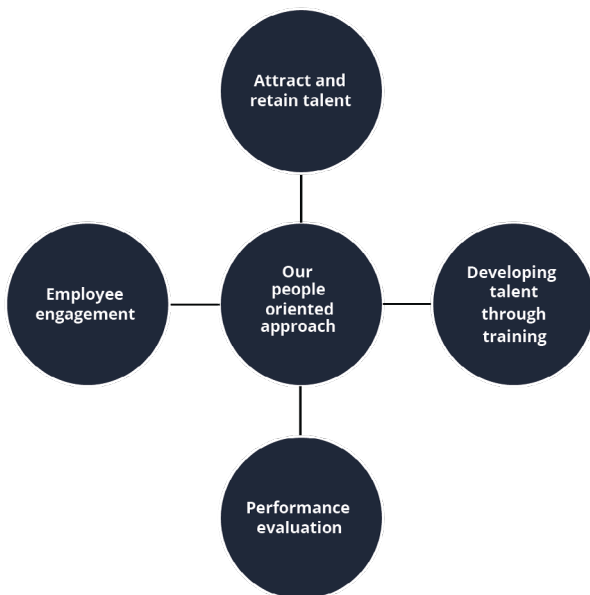 Attract and
retain talent
Employee
engagement
Our
people
oriented
approach
Developing
talent
through
training
Performance
evaluation